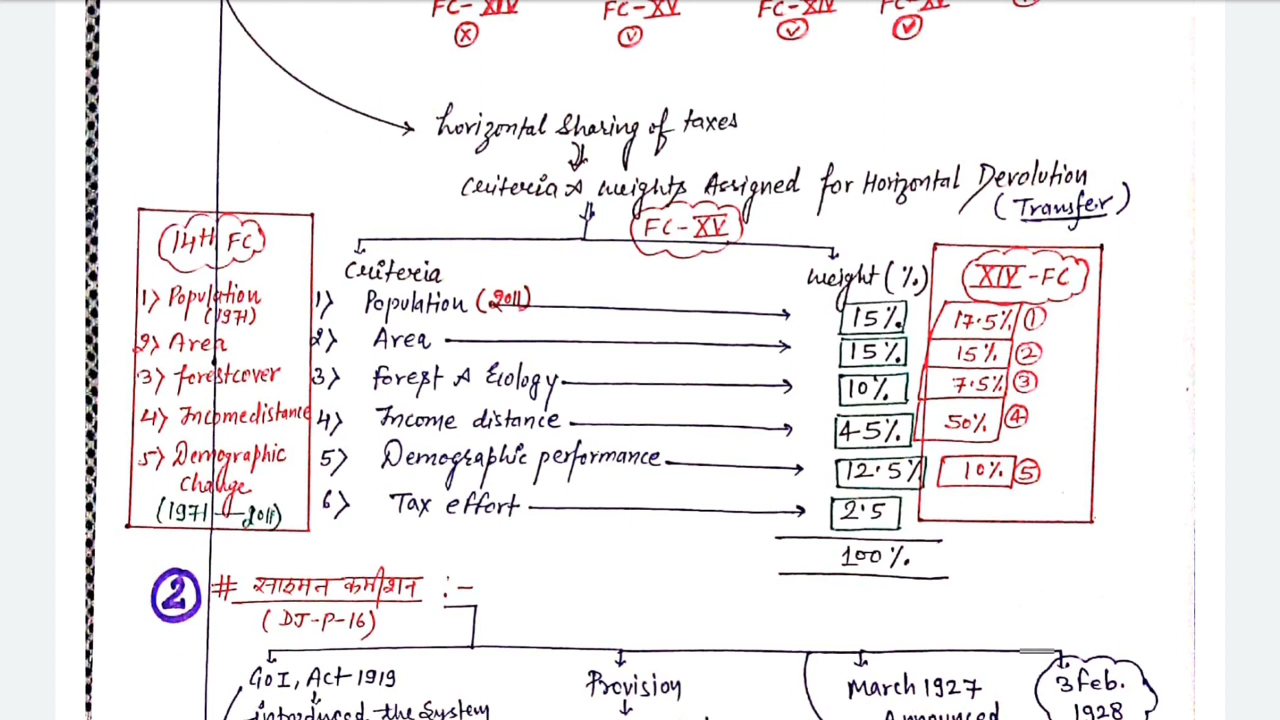 FC-XIV FC-XV FC-XIV FC-XV
horizontal Sharing of taxes
Criteria & weights Assigned for Horizontal Devolution
(Transfer)
FC-XV
14th FC
1) Population
(1971)
2) Area
3) forestcover
4) Incomedistance
5) Demographic
change
(1971-2011)
Criteria weight (%)
1) Population (2011) 15%
2) Area 15%
3) forest & Ecology 10%
4) Income distance 45%
5) Demographic performance 12.5%
6) Tax effort 2.5
100%
XIV-FC
17.5% 1
15% 2
7.5% 3
50% 4
10% 5
2 # साइमन कमीशन :-
(DJ-P-16)
GoI, Act 1919 Provision March 1927 3 Feb.
introduced the System Announced 1928